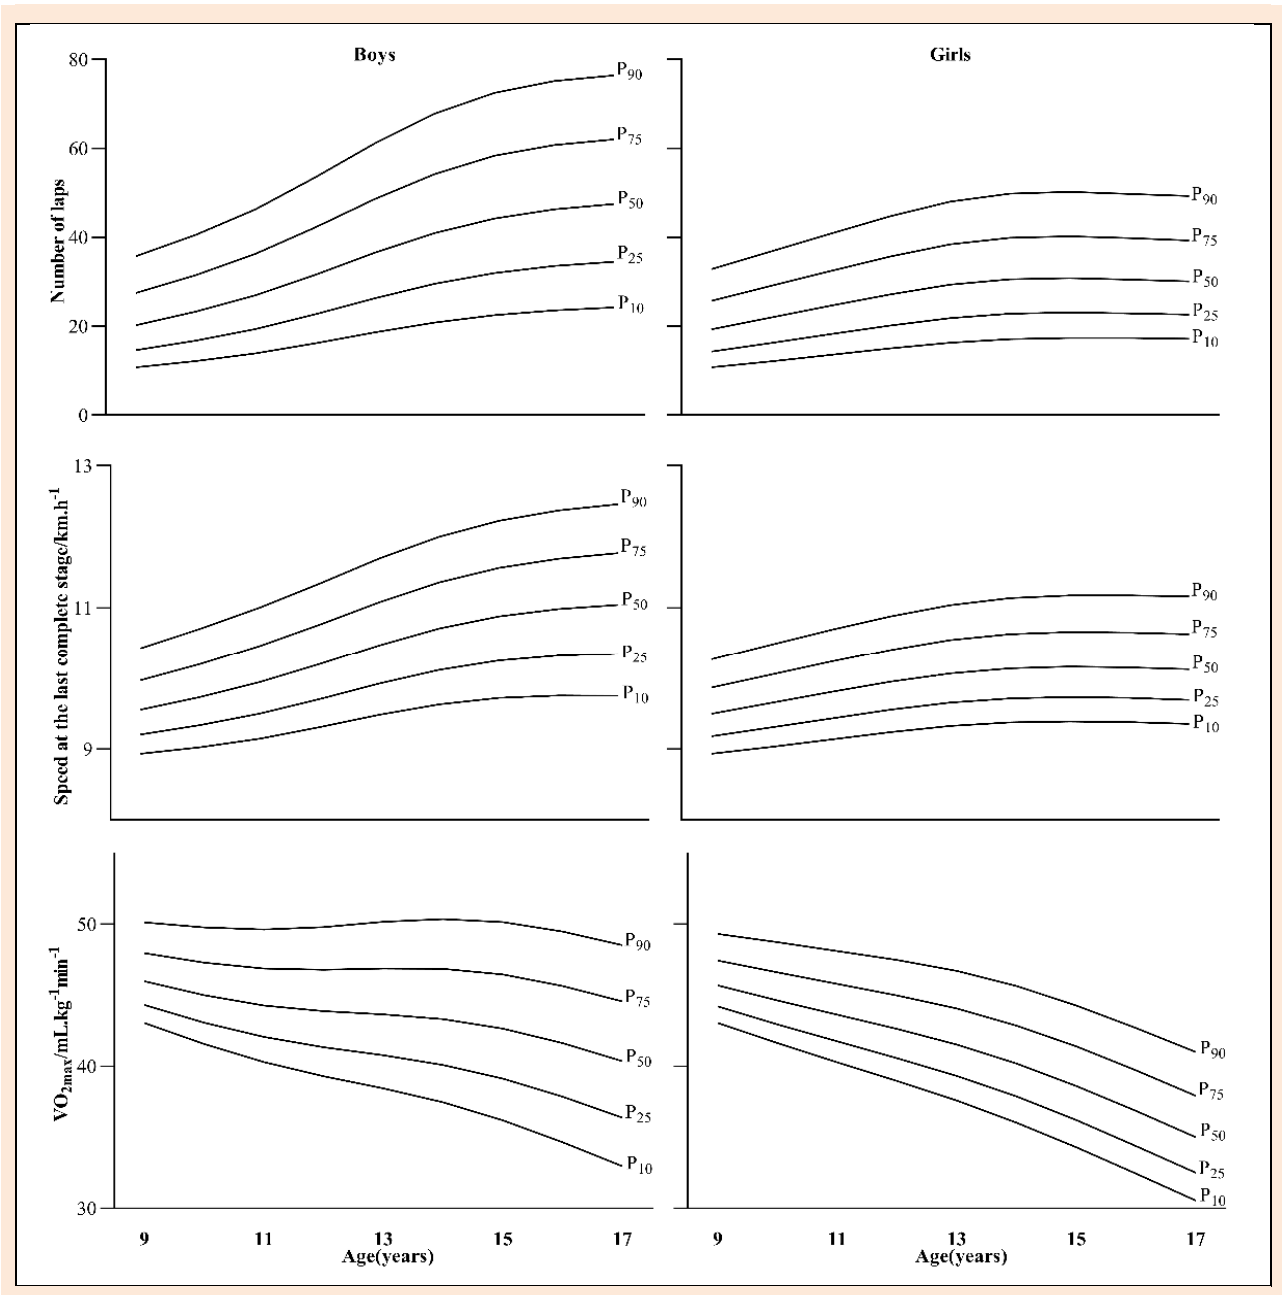 Boys
Girls
Number of laps
80
60
40
20
0
P90
P75
P50
P25
P10
P90
P75
P50
P25
P10
Speed at the last complete stage/km.h-1
13
11
9
P90
P75
P50
P25
P10
P90
P75
P50
P25
P10
VO2max/mL.kg-1min-1
50
40
30
P90
P75
P50
P25
P10
P90
P75
P50
P25
P10
9 11 13 15 17
Age(years)
9 11 13 15 17
Age(years)